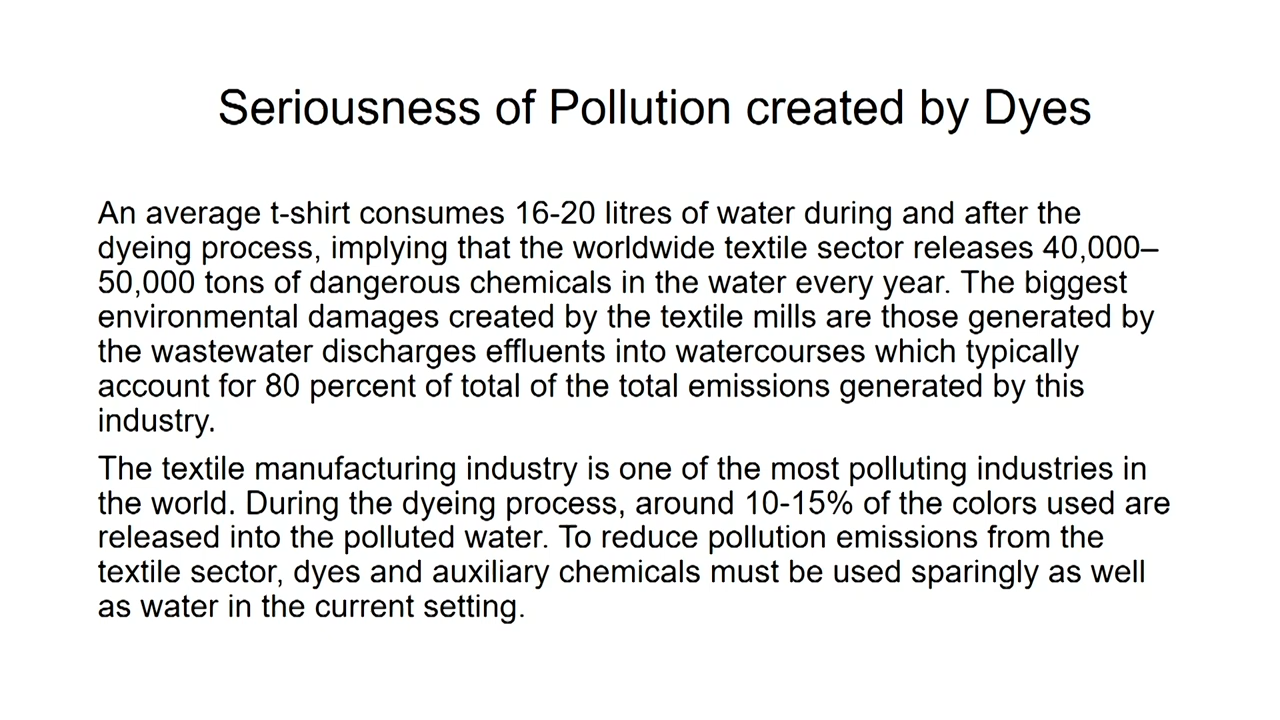 Seriousness of Pollution created by Dyes
An average t-shirt consumes 16-20 litres of water during and after the
dyeing process, implying that the worldwide textile sector releases 40,000–
50,000 tons of dangerous chemicals in the water every year. The biggest
environmental damages created by the textile mills are those generated by
the wastewater discharges effluents into watercourses which typically
account for 80 percent of total of the total emissions generated by this
industry.
The textile manufacturing industry is one of the most polluting industries in
the world. During the dyeing process, around 10-15% of the colors used are
released into the polluted water. To reduce pollution emissions from the
textile sector, dyes and auxiliary chemicals must be used sparingly as well
as water in the current setting.